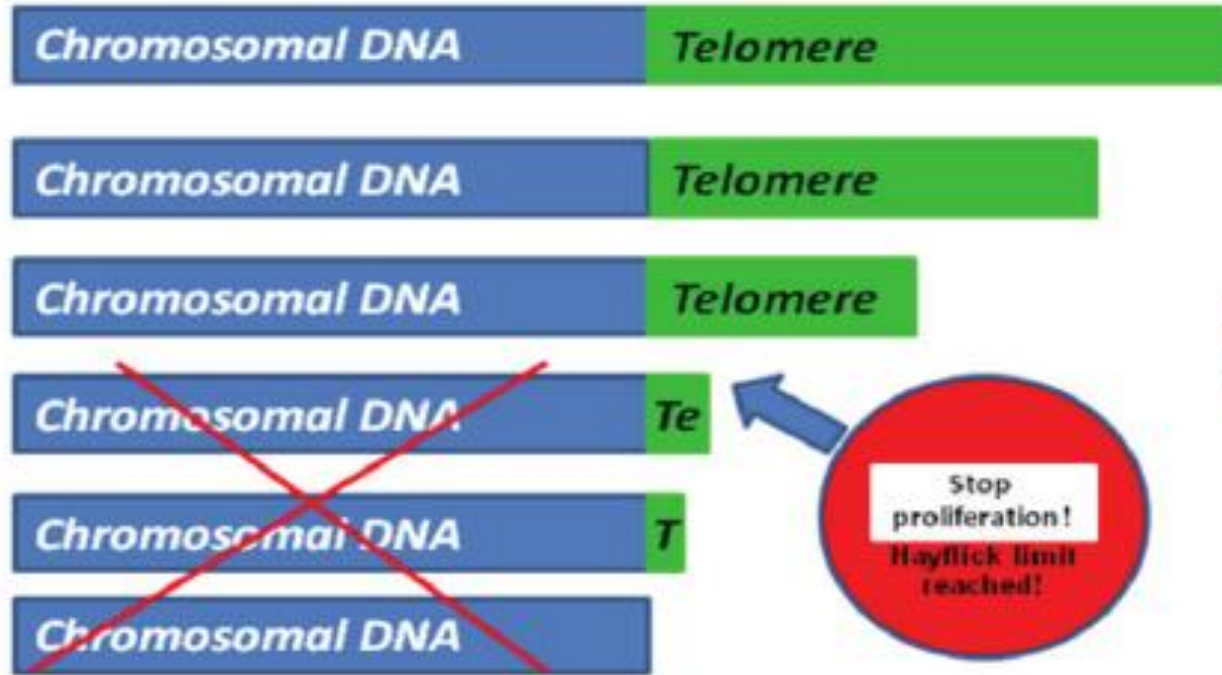 Chromosomal DNA Telomere
Chromosomal DNA Telomere
Chromosomal DNA Telomere
Chromosomal DNA Te
Chromosomal DNA T
Chromosomal DNA
Stop
proliferation!
Hayflick limit
reached!